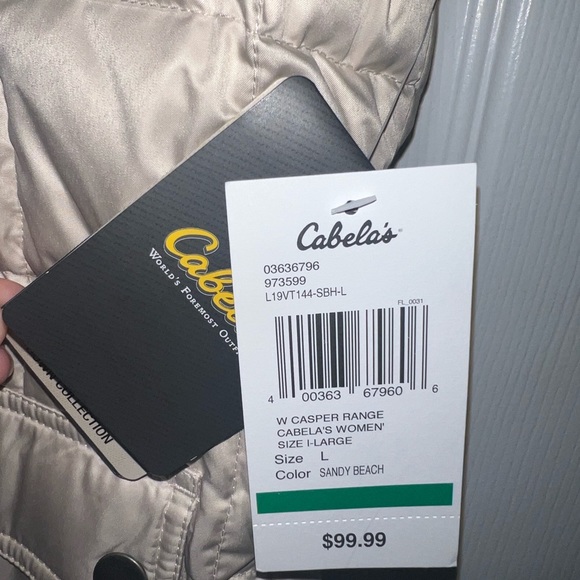 Cabela's
03636796
973599
L19VT144-SBH-L
FL_0031
4 00363 67960 6
W CASPER RANGE
CABELA'S WOMEN'
SIZE I-LARGE
Size L
Color SANDY BEACH
$99.99
Cabela
WORLD'S FOREMOST OUTF
COLLECTION